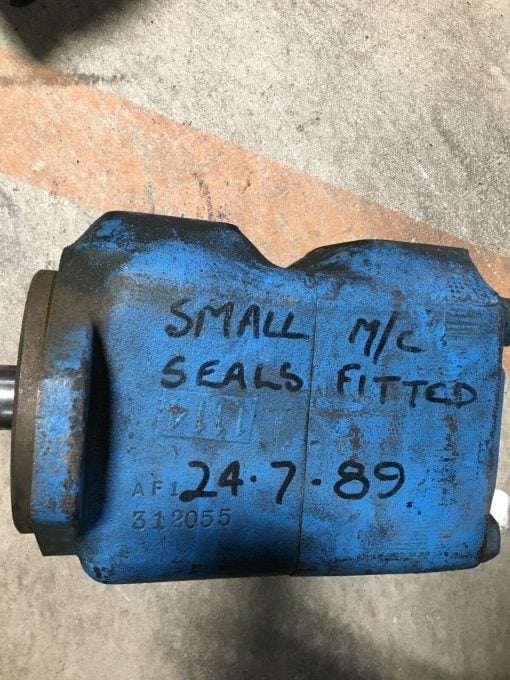 SMALL M/C
SEALS FITTED
24.7.89
AF1
312055